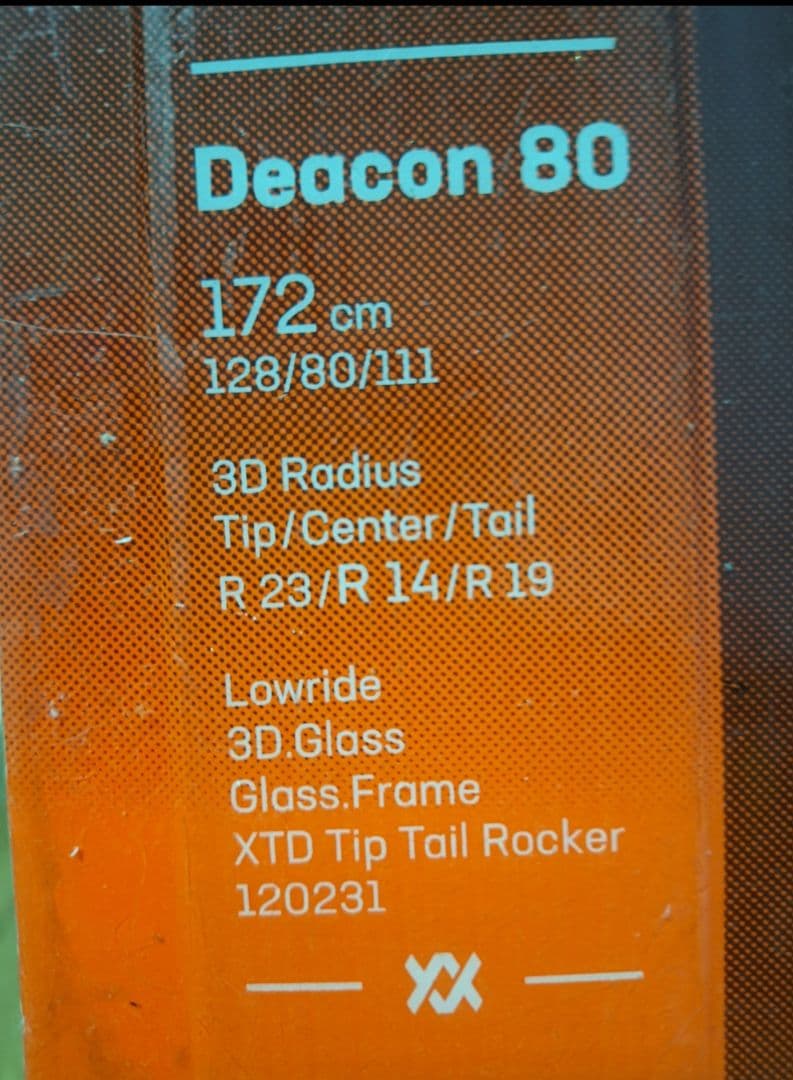 Deacon 80
172 cm
128/80/111
3D Radius
Tip/Center/Tail
R 23/R 14/R 19
Lowride
3D.Glass
Glass.Frame
XTD Tip Tail Rocker
120231